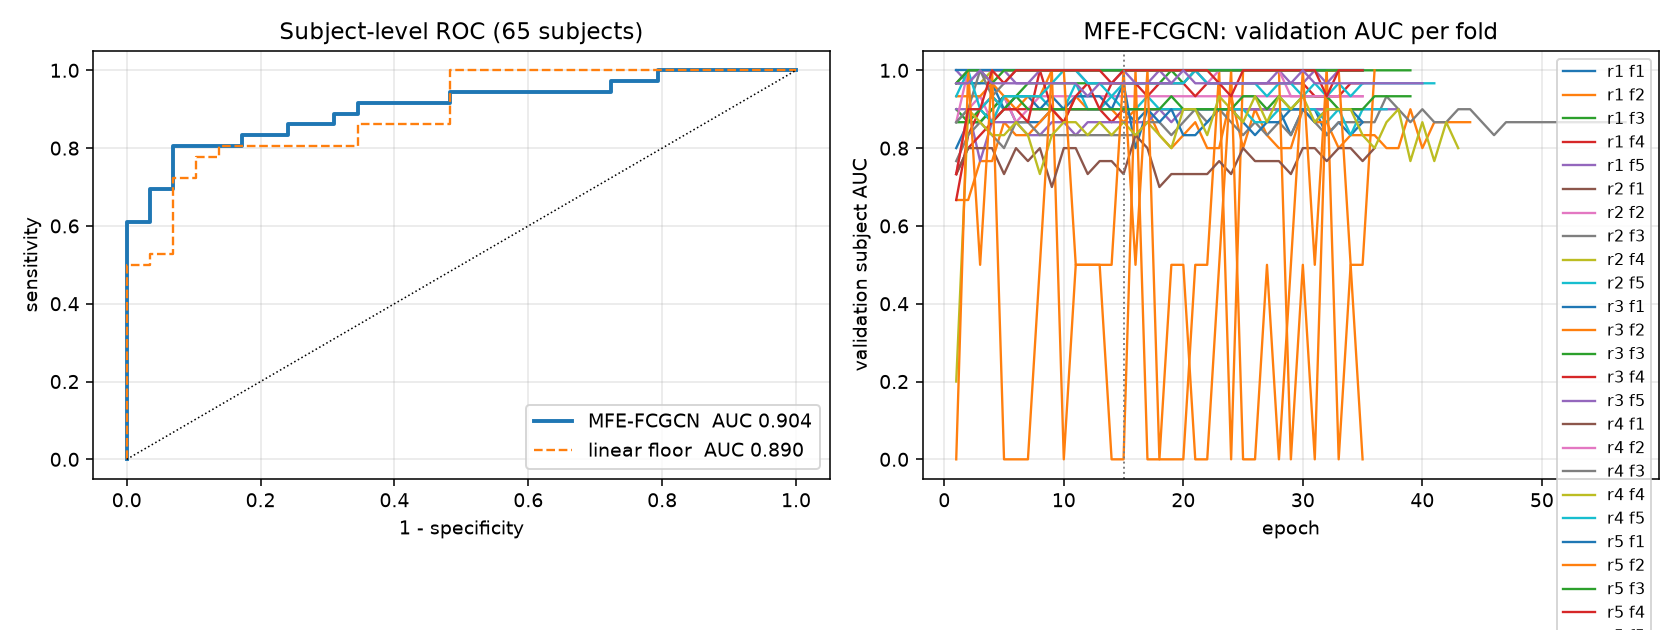 Subject-level ROC (65 subjects)
1.0
0.8
0.6
0.4
0.2
0.0
sensitivity
0.0 0.2 0.4 0.6 0.8 1.0
1 - specificity
MFE-FCGCN AUC 0.904
linear floor AUC 0.890
MFE-FCGCN: validation AUC per fold
1.0
0.8
0.6
0.4
0.2
0.0
validation subject AUC
0 10 20 30 40 50
epoch
r1 f1
r1 f2
r1 f3
r1 f4
r1 f5
r2 f1
r2 f2
r2 f3
r2 f4
r2 f5
r3 f1
r3 f2
r3 f3
r3 f4
r3 f5
r4 f1
r4 f2
r4 f3
r4 f4
r4 f5
r5 f1
r5 f2
r5 f3
r5 f4